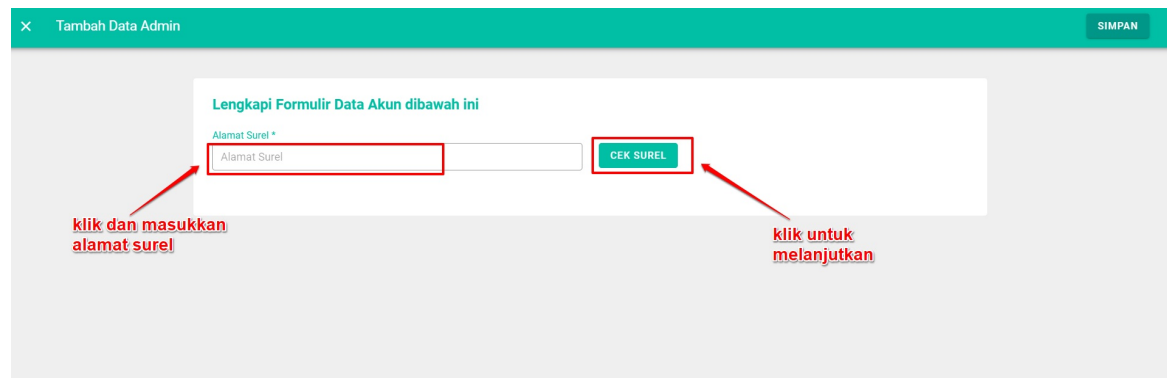 Tambah Data Admin
SIMPAN
Lengkapi Formulir Data Akun dibawah ini
Alamat Surel *
Alamat Surel
CEK SUREL
klik dan masukkan
alamat surel
klik untuk
melanjutkan